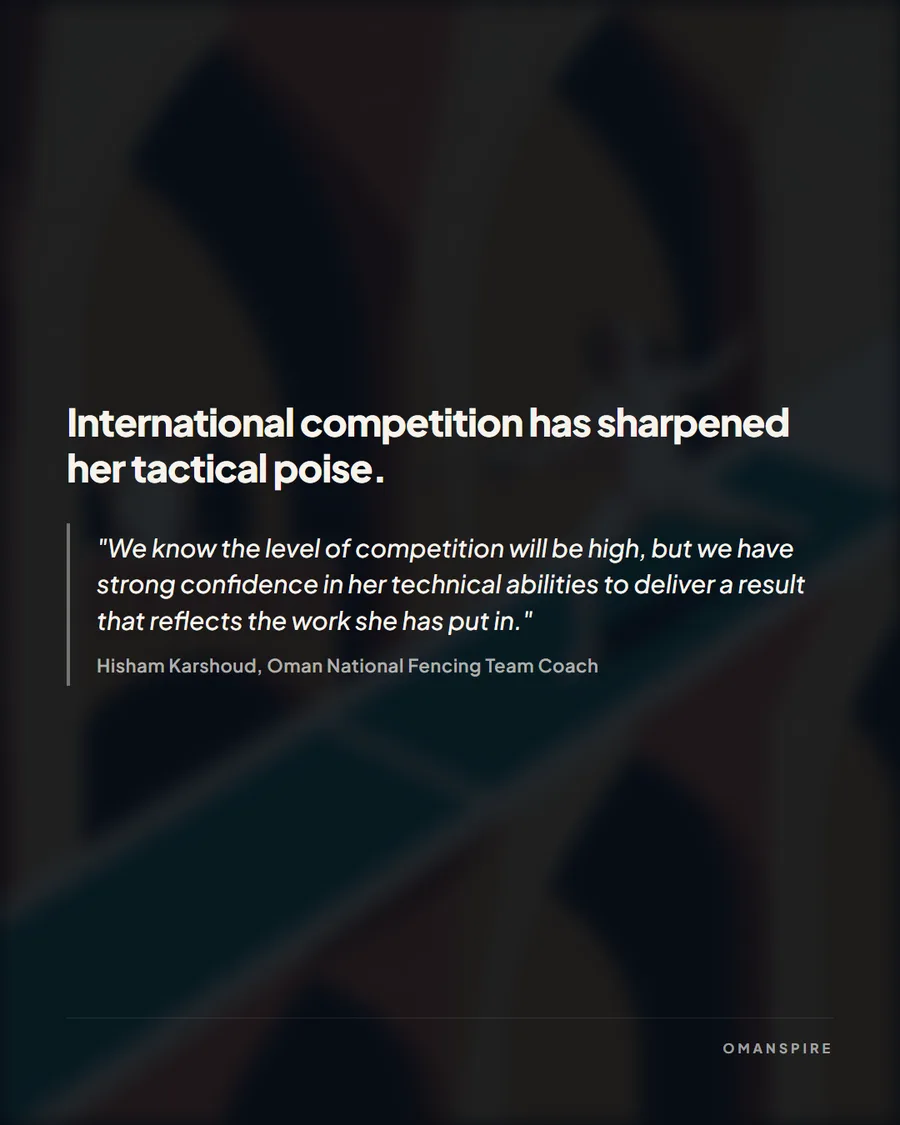 International competition has sharpened
her tactical poise.
"We know the level of competition will be high, but we have
strong confidence in her technical abilities to deliver a result
that reflects the work she has put in."
Hisham Karshoud, Oman National Fencing Team Coach
OMANSPIRE